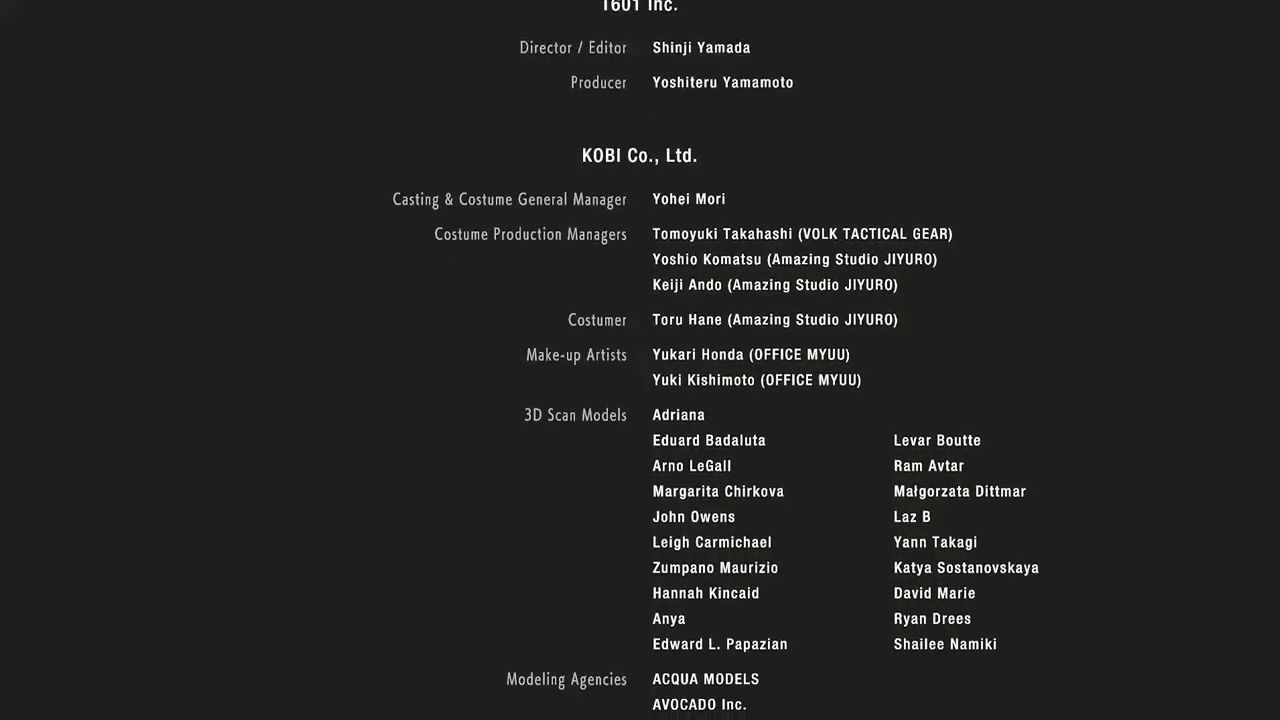 1601 Inc.
Director / Editor Shinji Yamada
Producer Yoshiteru Yamamoto
KOBI Co., Ltd.
Casting & Costume General Manager Yohei Mori
Costume Production Managers Tomoyuki Takahashi (VOLK TACTICAL GEAR)
Yoshio Komatsu (Amazing Studio JIYURO)
Keiji Ando (Amazing Studio JIYURO)
Costumer Toru Hane (Amazing Studio JIYURO)
Make-up Artists Yukari Honda (OFFICE MYUU)
Yuki Kishimoto (OFFICE MYUU)
3D Scan Models Adriana
Eduard Badaluta Levar Boutte
Arno LeGall Ram Avtar
Margarita Chirkova Małgorzata Dittmar
John Owens Laz B
Leigh Carmichael Yann Takagi
Zumpano Maurizio Katya Sostanovskaya
Hannah Kincaid David Marie
Anya Ryan Drees
Edward L. Papazian Shailee Namiki
Modeling Agencies ACQUA MODELS
AVOCADO Inc.